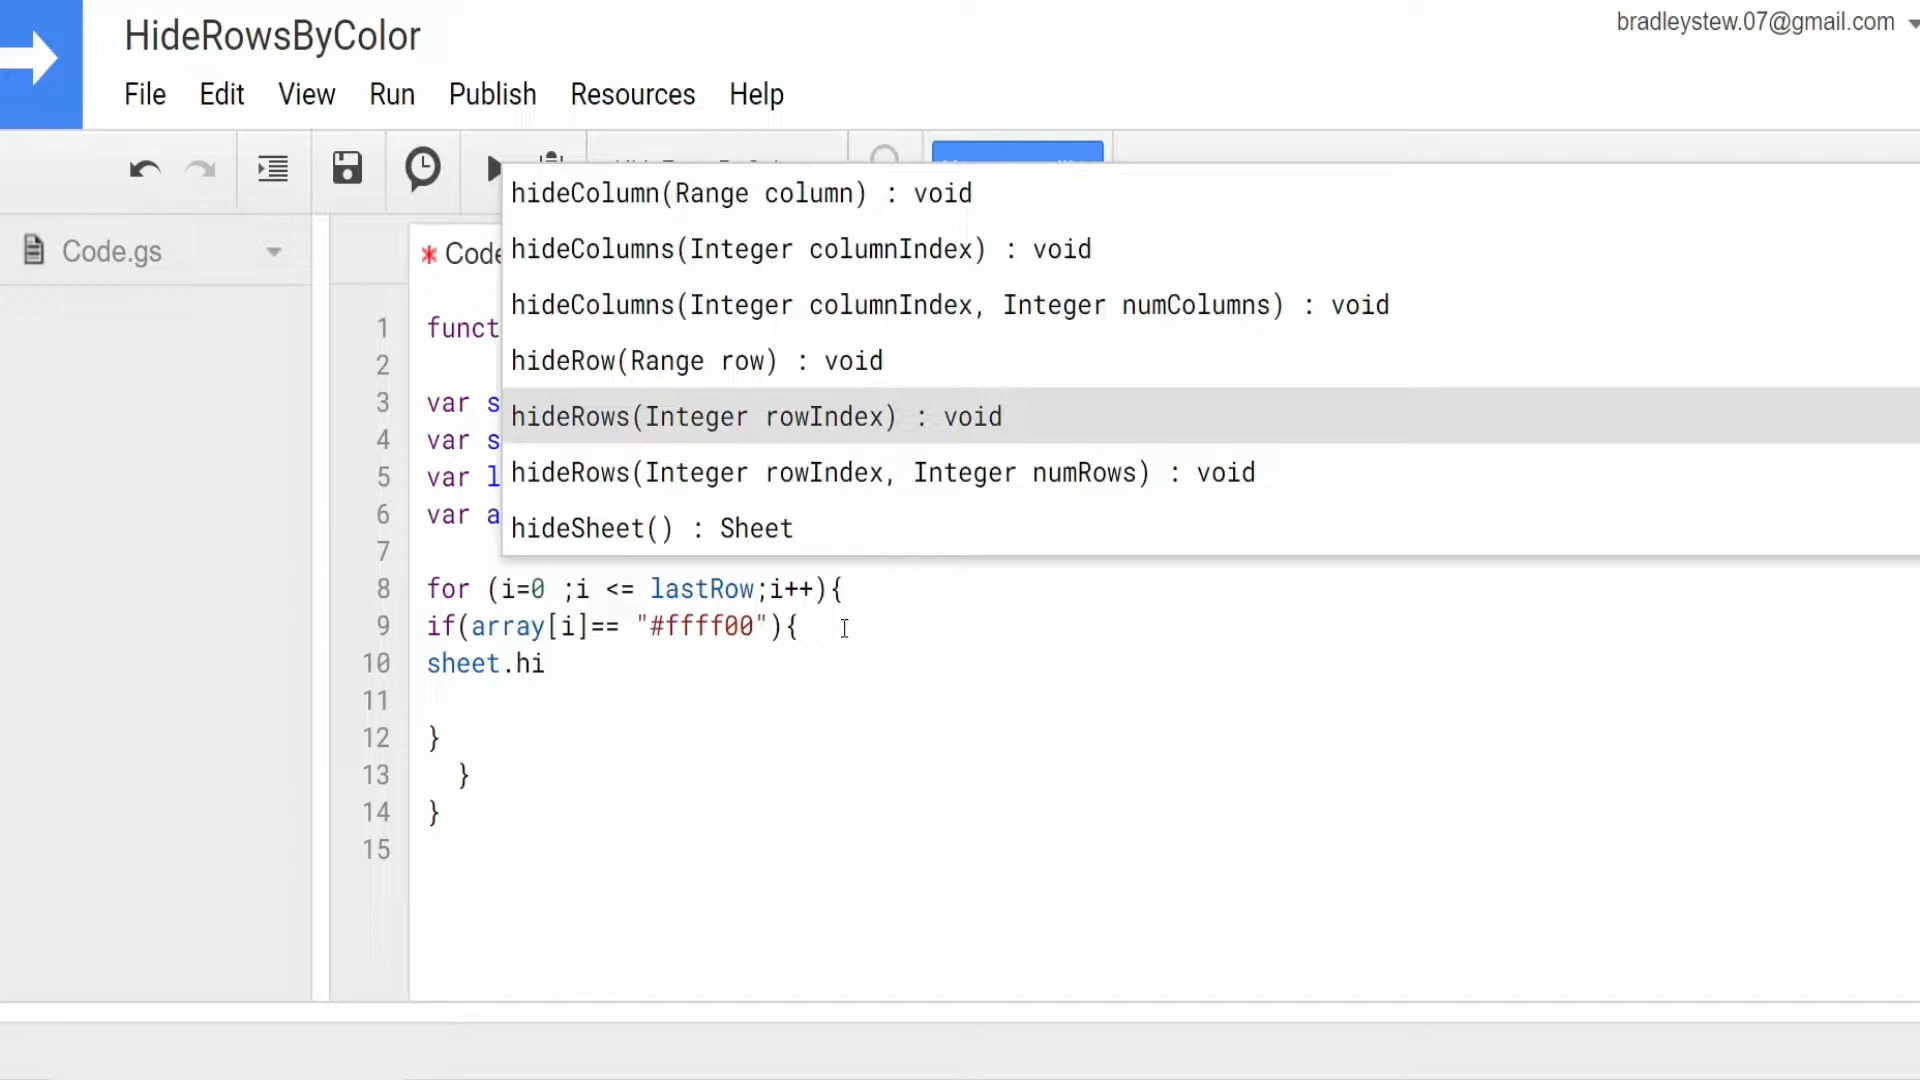 HideRowsByColor
bradleystew.07@gmail.com
File Edit View Run Publish Resources Help
Code.gs
* Code
hideColumn(Range column) : void
hideColumns(Integer columnIndex) : void
hideColumns(Integer columnIndex, Integer numColumns) : void
hideRow(Range row) : void
hideRows(Integer rowIndex) : void
hideRows(Integer rowIndex, Integer numRows) : void
hideSheet() : Sheet
1 funct
2
3 var s
4 var s
5 var l
6 var a
7
8 for (i=0 ;i <= lastRow;i++){
9 if(array[i]== "#ffff00"){
10 sheet.hi
11
12 }
13 }
14 }
15